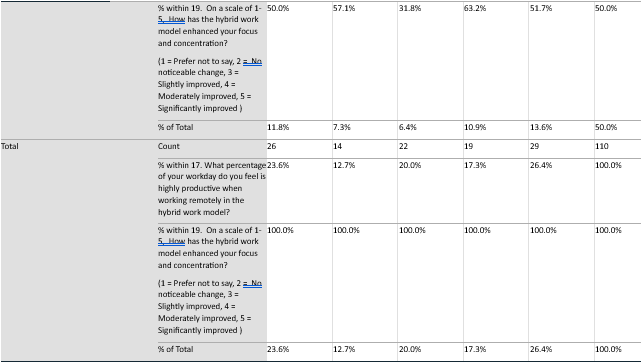 % within 19.  On a scale of 1- 50.0% 57.1% 31.8% 63.2% 51.7% 50.0%
5, How has the hybrid work
model enhanced your focus
and concentration?
(1 = Prefer not to say, 2 = No
noticeable change, 3 =
Slightly improved, 4 =
Moderately improved, 5 =
Significantly improved )
% of Total 11.8% 7.3% 6.4% 10.9% 13.6% 50.0%
Total Count 26 14 22 19 29 110
% within 17. What percentage 23.6% 12.7% 20.0% 17.3% 26.4% 100.0%
of your workday do you feel is
highly productive when
working remotely in the
hybrid work model?
% within 19.  On a scale of 1- 100.0% 100.0% 100.0% 100.0% 100.0% 100.0%
5, How has the hybrid work
model enhanced your focus
and concentration?
(1 = Prefer not to say, 2 = No
noticeable change, 3 =
Slightly improved, 4 =
Moderately improved, 5 =
Significantly improved )
% of Total 23.6% 12.7% 20.0% 17.3% 26.4% 100.0%